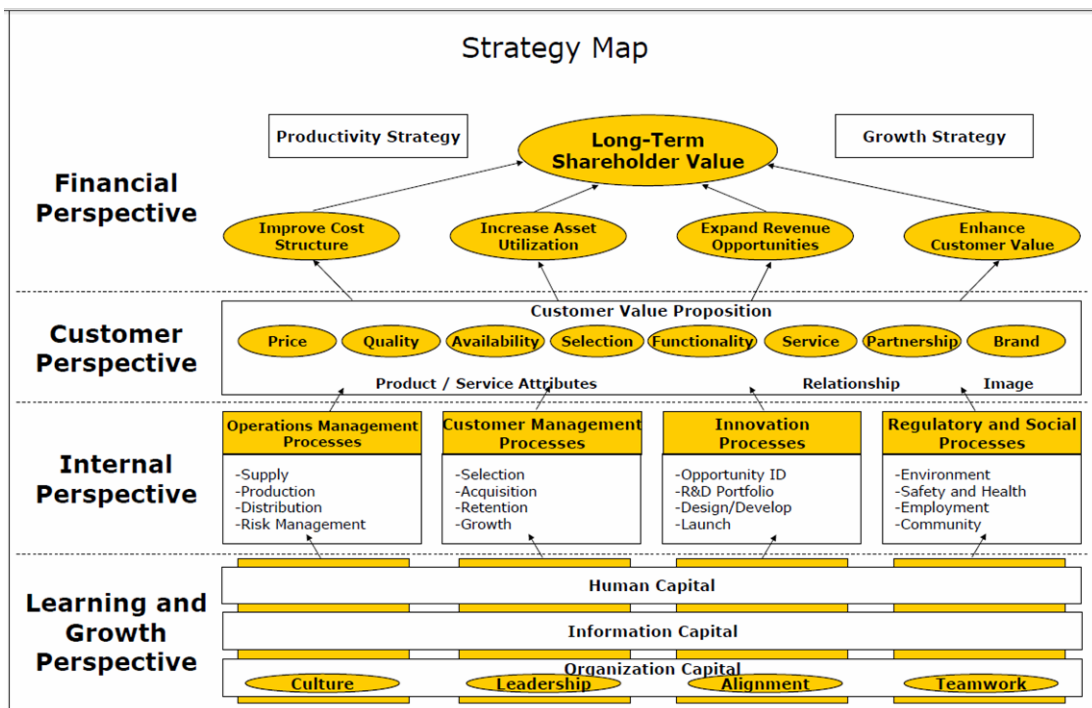 Strategy Map
Productivity Strategy
Long-Term
Shareholder Value
Growth Strategy
Financial
Perspective
Improve Cost
Structure
Increase Asset
Utilization
Expand Revenue
Opportunities
Enhance
Customer Value
Customer
Perspective
Customer Value Proposition
Price
Quality
Availability
Selection
Functionality
Service
Partnership
Brand
Product / Service Attributes
Relationship
Image
Internal
Perspective
Operations Management
Processes
-Supply
-Production
-Distribution
-Risk Management
Customer Management
Processes
-Selection
-Acquisition
-Retention
-Growth
Innovation
Processes
-Opportunity ID
-R&D Portfolio
-Design/Develop
-Launch
Regulatory and Social
Processes
-Environment
-Safety and Health
-Employment
-Community
Learning and
Growth
Perspective
Human Capital
Information Capital
Organization Capital
Culture
Leadership
Alignment
Teamwork